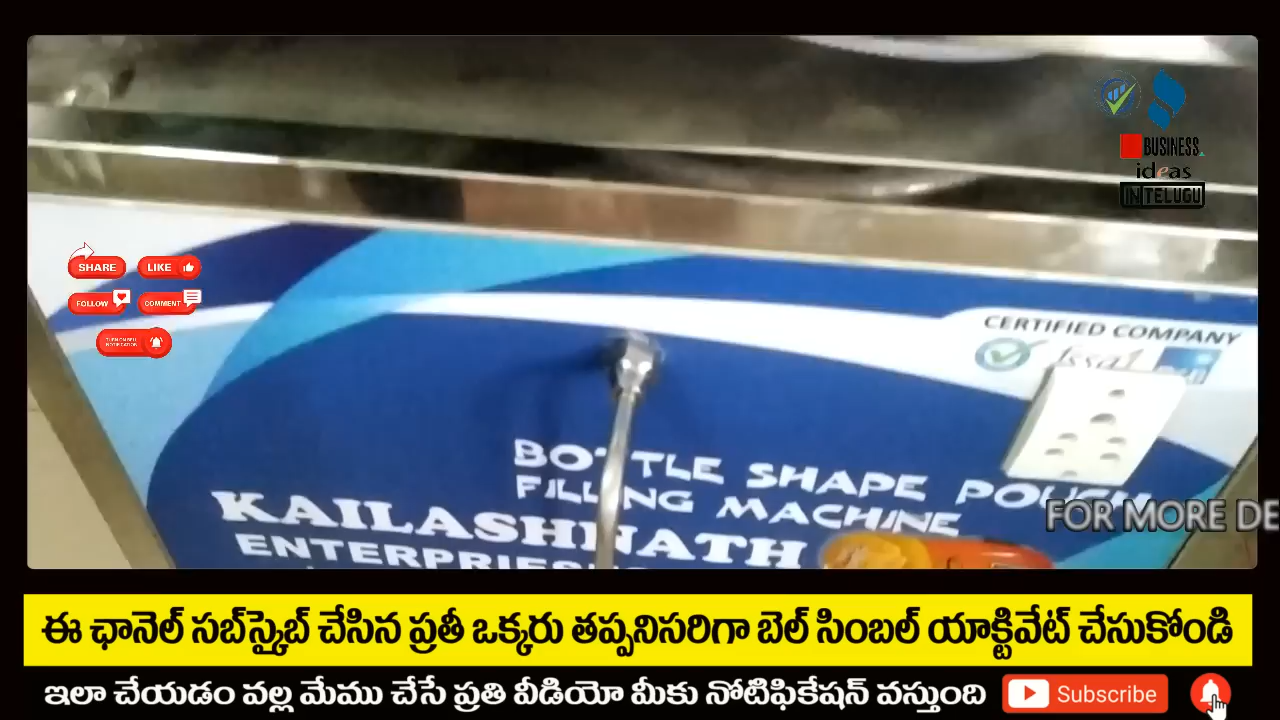 BUSINESS
ideas
IN TELUGU
SHARE
LIKE
FOLLOW
COMMENT
CERTIFIED COMPANY
BOTTLE SHAPE POUCH
FILLING MACHINE
KAILASHNATH
FOR MORE DE
ఈ ఛానెల్ సబ్‌స్క్రైబ్ చేసిన ప్రతీ ఒక్కరు తప్పనిసరిగా బెల్ సింబల్ యాక్టివేట్ చేసుకోండి
ఇలా చేయడం వల్ల మేము చేసే ప్రతి వీడియో మీకు నోటిఫికేషన్ వస్తుంది
Subscribe